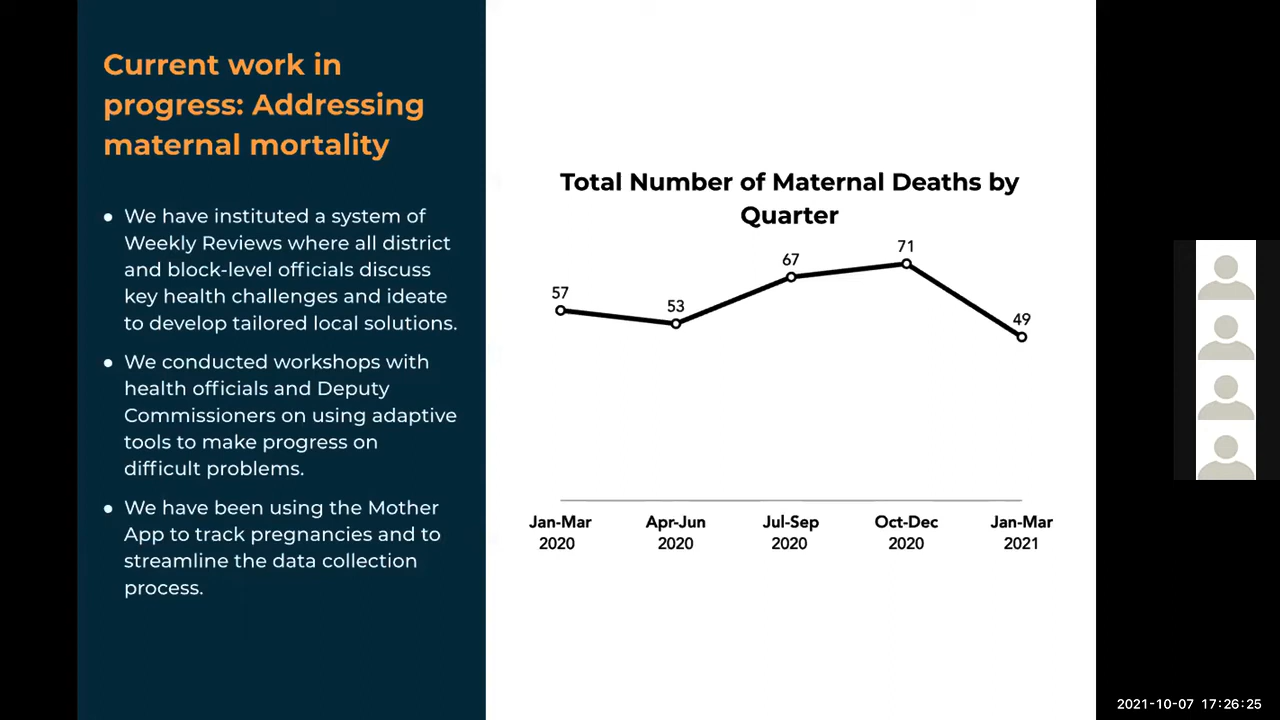 Current work in
progress: Addressing
maternal mortality
● We have instituted a system of
Weekly Reviews where all district
and block-level officials discuss
key health challenges and ideate
to develop tailored local solutions.
● We conducted workshops with
health officials and Deputy
Commissioners on using adaptive
tools to make progress on
difficult problems.
● We have been using the Mother
App to track pregnancies and to
streamline the data collection
process.
Total Number of Maternal Deaths by
Quarter
57
53
67
71
49
Jan-Mar
2020
Apr-Jun
2020
Jul-Sep
2020
Oct-Dec
2020
Jan-Mar
2021
2021-10-07 17:26:25